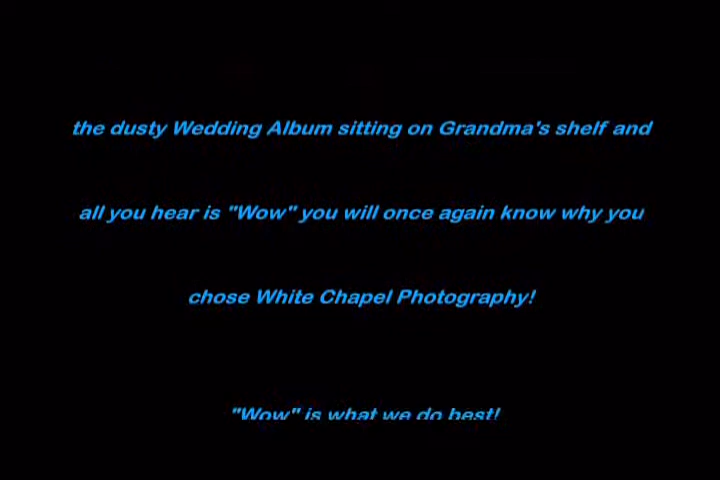 the dusty Wedding Album sitting on Grandma's shelf and
all you hear is "Wow" you will once again know why you
chose White Chapel Photography!
"Wow" is what we do best!